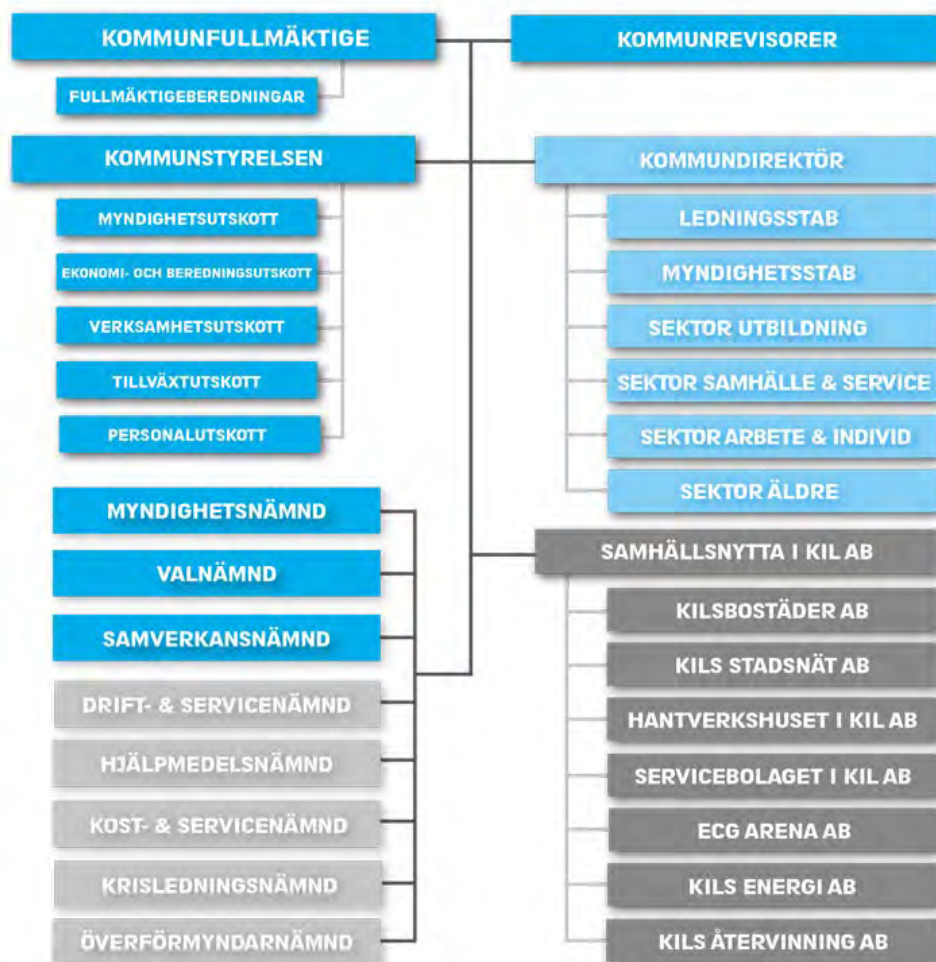 KOMMUNFULLMÄKTIGE
KOMMUNREVISORER
FULLMÄKTIGEBEREDNINGAR
KOMMUNSTYRELSEN
MYNDIGHETSUTSKOTT
EKONOMI- OCH BEREDNINGSUTSKOTT
VERKSAMHETSUTSKOTT
TILLVÄXTUTSKOTT
PERSONALUTSKOTT
KOMMUNDIREKTÖR
LEDNINGSSTAB
MYNDIGHETSSTAB
SEKTOR UTBILDNING
SEKTOR SAMHÄLLE & SERVICE
SEKTOR ARBETE & INDIVID
SEKTOR ÄLDRE
MYNDIGHETSNÄMND
VALNÄMND
SAMVERKANSNÄMND
DRIFT- & SERVICENÄMND
HJÄLPMEDELSNÄMND
KOST- & SERVICENÄMND
KRISLEDNINGSNÄMND
ÖVERFÖRMYNDARNÄMND
SAMHÄLLSNYTTA I KIL AB
KILSBOSTÄDER AB
KILS STADSNÄT AB
HANTVERKSHUSET I KIL AB
SERVICEBOLAGET I KIL AB
ECG ARENA AB
KILS ENERGI AB
KILS ÅTERVINNING AB